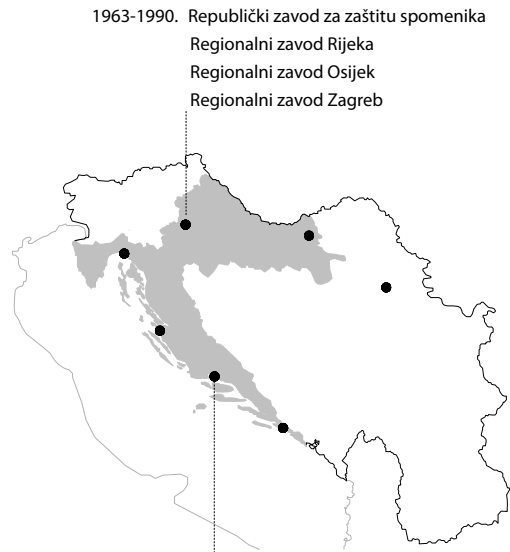 1963-1990. Republički zavod za zaštitu spomenika
Regionalni zavod Rijeka
Regionalni zavod Osijek
Regionalni zavod Zagreb